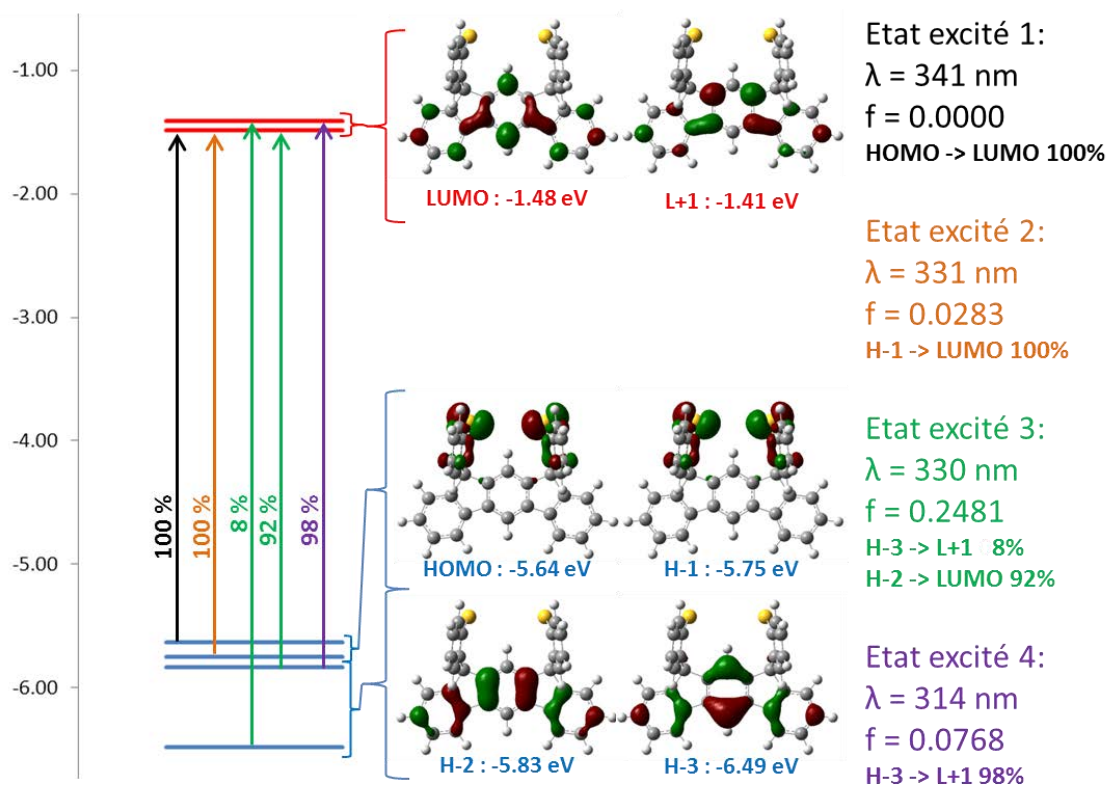 -1.00
-2.00
-3.00
-4.00
-5.00
-6.00
100 %
100 %
8 %
92 %
98 %
LUMO : -1.48 eV
L+1 : -1.41 eV
HOMO : -5.64 eV
H-1 : -5.75 eV
H-2 : -5.83 eV
H-3 : -6.49 eV
Etat excité 1:
λ = 341 nm
f = 0.0000
HOMO -> LUMO 100%
Etat excité 2:
λ = 331 nm
f = 0.0283
H-1 -> LUMO 100%
Etat excité 3:
λ = 330 nm
f = 0.2481
H-3 -> L+1 8%
H-2 -> LUMO 92%
Etat excité 4:
λ = 314 nm
f = 0.0768
H-3 -> L+1 98%